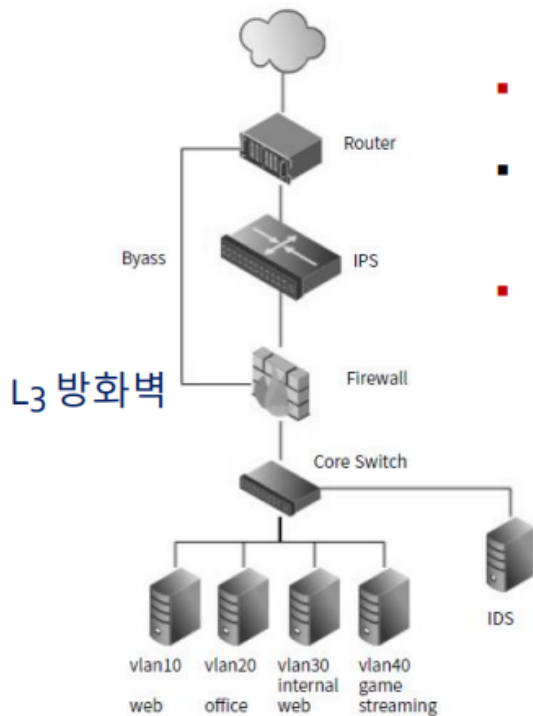 Router
Byass
IPS
L3 방화벽
Firewall
Core Switch
IDS
vlan10 vlan20 vlan30 vlan40
internal game
web office web streaming